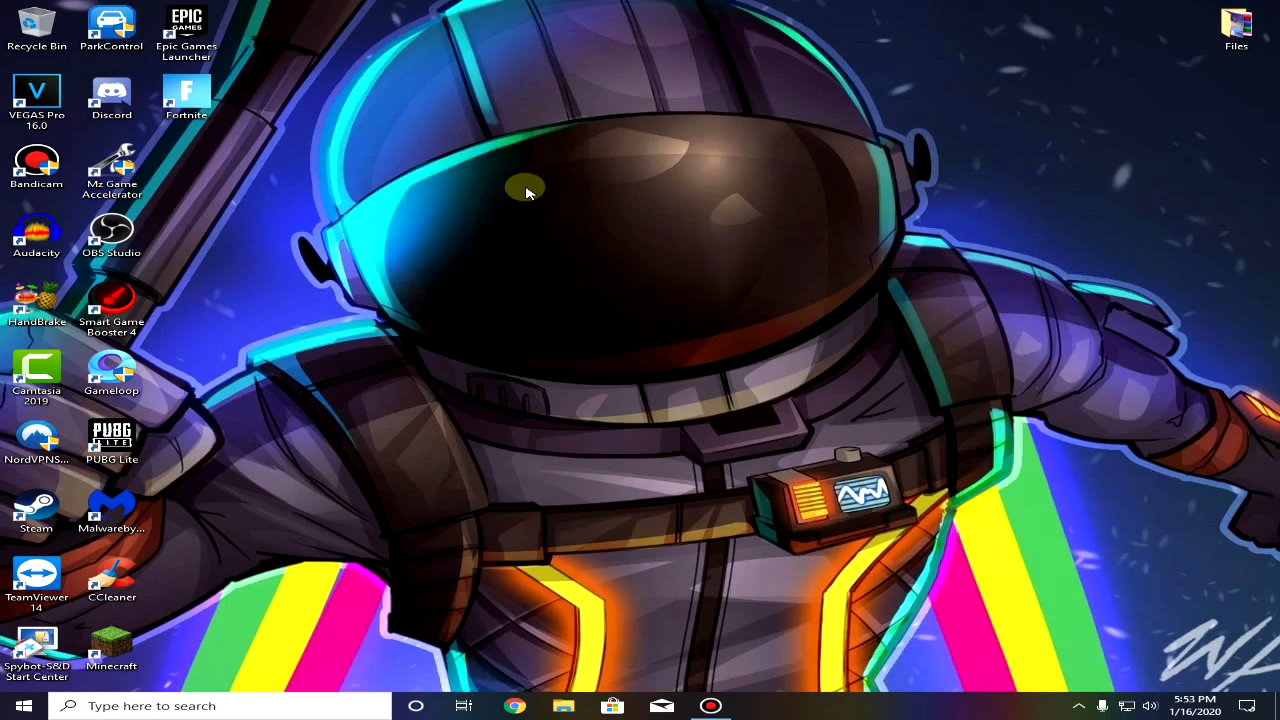 Recycle Bin
ParkControl
EPIC
GAMES
Epic Games
Launcher
Files
V
VEGAS Pro
16.0
Discord
F
Fortnite
Bandicam
Mz Game
Accelerator
Audacity
OBS Studio
HandBrake
Smart Game
Booster 4
Camtasia
2019
Gameloop
NordVPNS...
PUBG
LITE
PUBG Lite
Steam
Malwareby...
TeamViewer
14
CCleaner
Spybot-S&D
Start Center
Minecraft
Type here to search
5:53 PM
1/16/2020